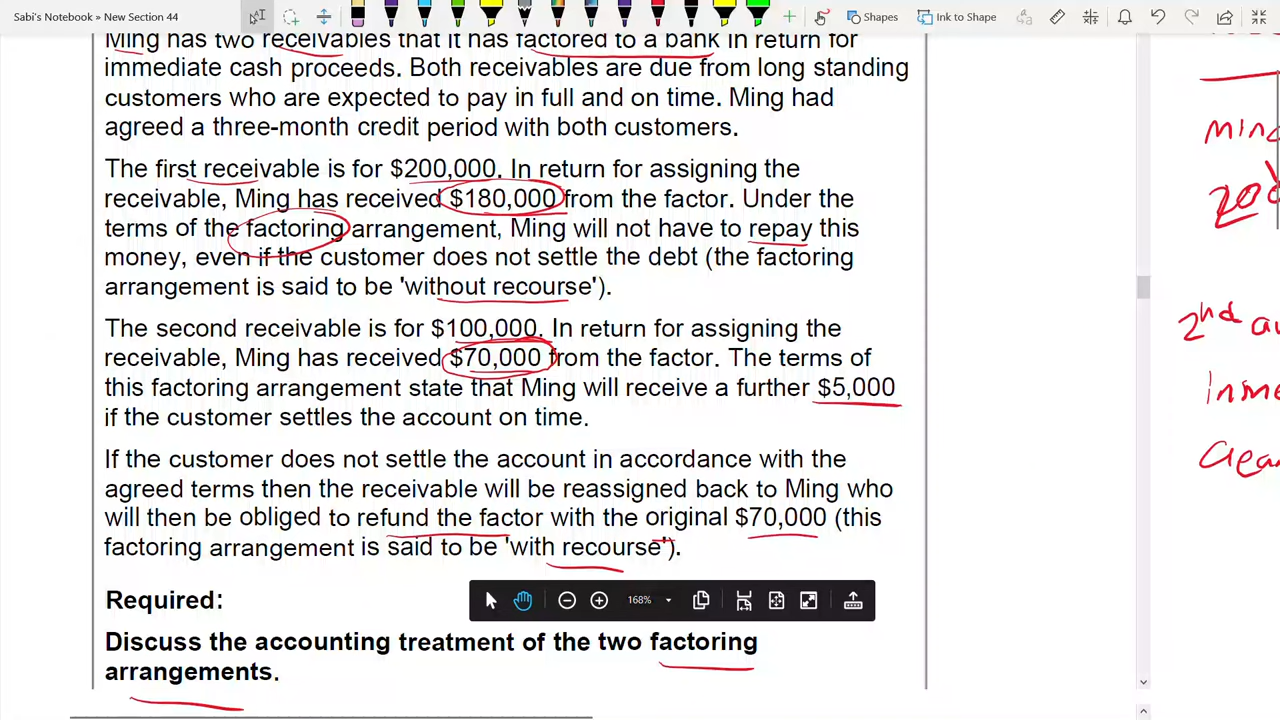 Sabi's Notebook » New Section 44
Shapes
Ink to Shape
Ming has two receivables that it has factored to a bank in return for
immediate cash proceeds. Both receivables are due from long standing
customers who are expected to pay in full and on time. Ming had
agreed a three-month credit period with both customers.
The first receivable is for $200,000. In return for assigning the
receivable, Ming has received $180,000 from the factor. Under the
terms of the factoring arrangement, Ming will not have to repay this
money, even if the customer does not settle the debt (the factoring
arrangement is said to be 'without recourse').
The second receivable is for $100,000. In return for assigning the
receivable, Ming has received $70,000 from the factor. The terms of
this factoring arrangement state that Ming will receive a further $5,000
if the customer settles the account on time.
If the customer does not settle the account in accordance with the
agreed terms then the receivable will be reassigned back to Ming who
will then be obliged to refund the factor with the original $70,000 (this
factoring arrangement is said to be 'with recourse').
Required:
168%
Discuss the accounting treatment of the two factoring
arrangements.
2nd